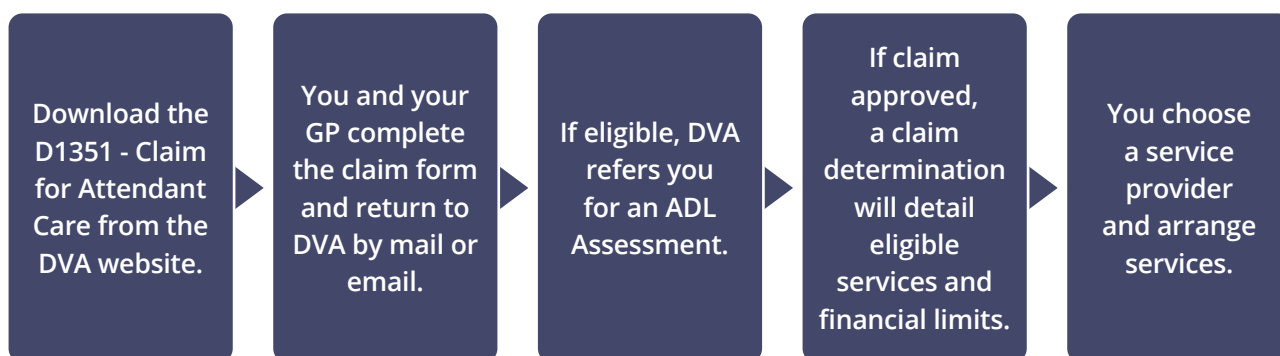 Download the
D1351 - Claim
for Attendant
Care from the
DVA website.
You and your
GP complete
the claim form
and return to
DVA by mail or
email.
If eligible, DVA
refers you
for an ADL
Assessment.
If claim
approved,
a claim
determination
will detail
eligible
services and
financial limits.
You choose
a service
provider
and arrange
services.